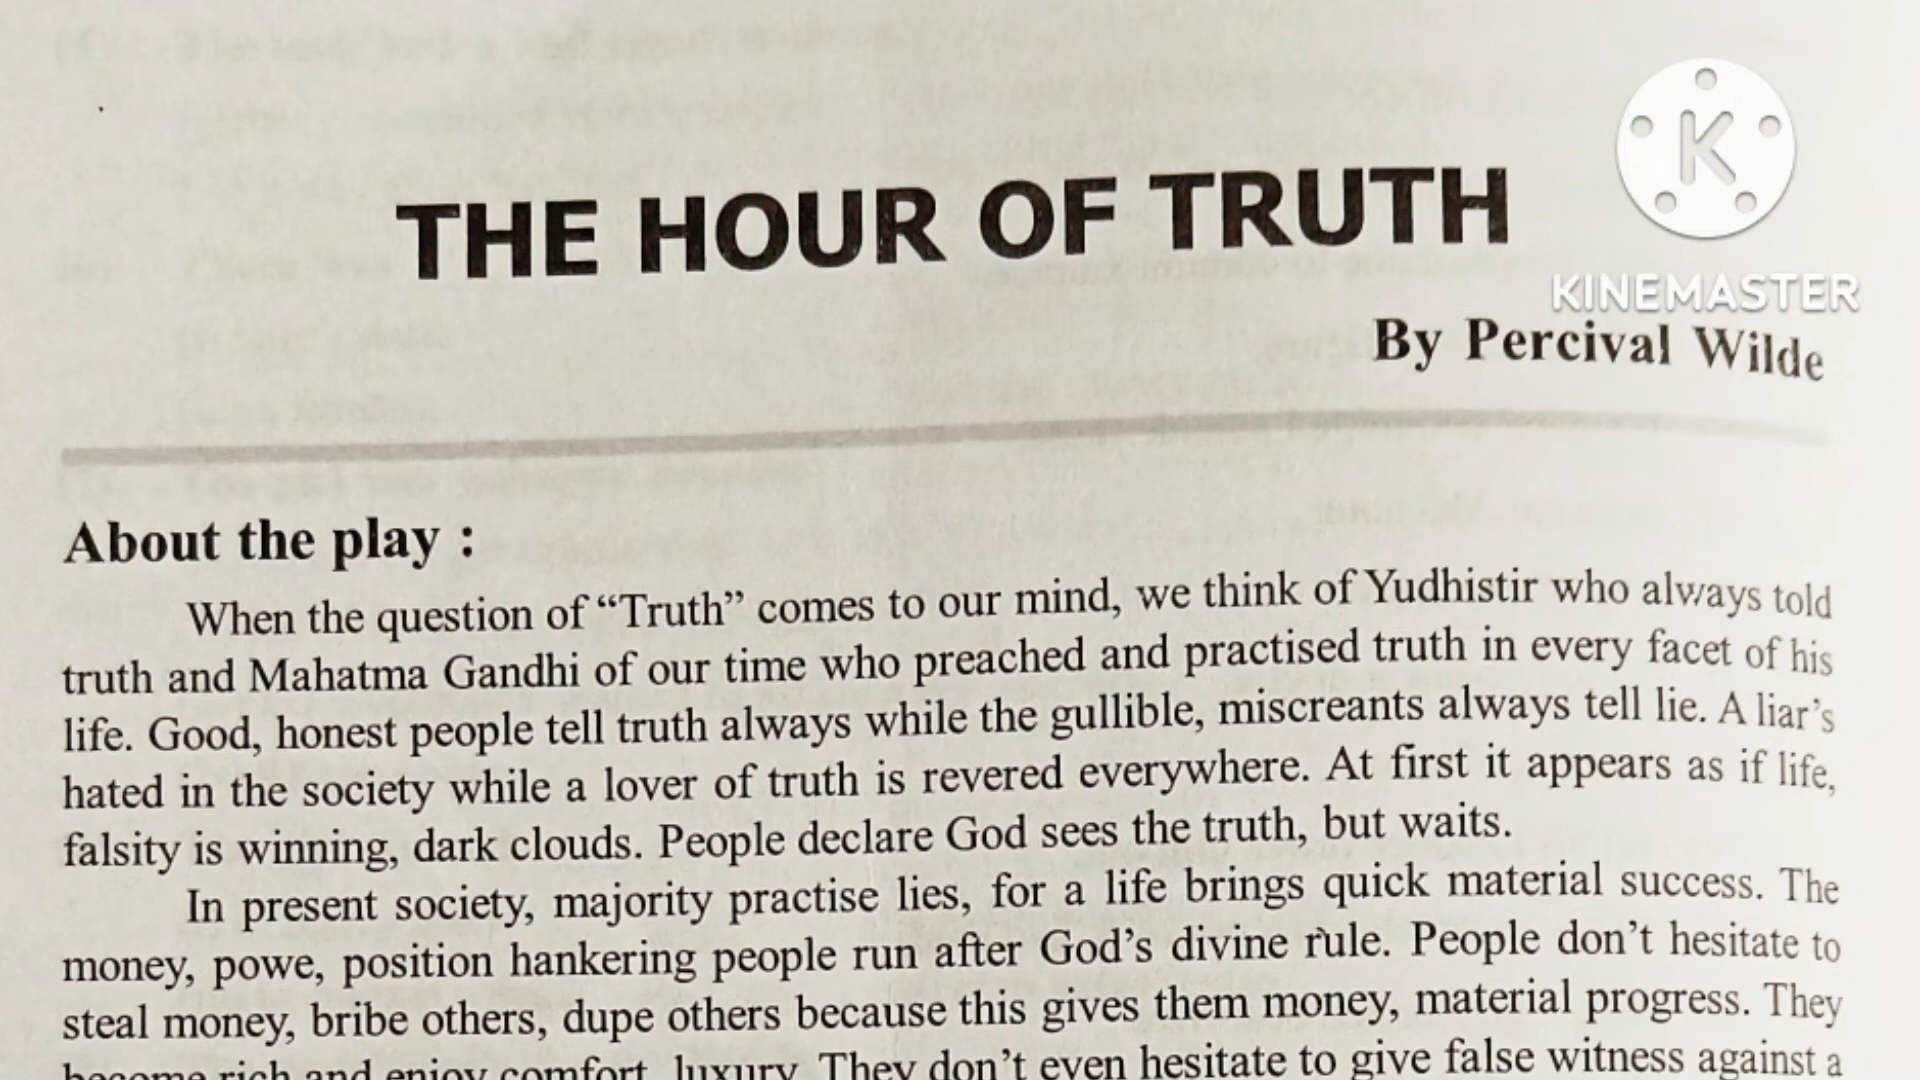 K
KINEMASTER
THE HOUR OF TRUTH
By Percival Wilde
About the play :
When the question of “Truth” comes to our mind, we think of Yudhistir who always told
truth and Mahatma Gandhi of our time who preached and practised truth in every facet of his
life. Good, honest people tell truth always while the gullible, miscreants always tell lie. A liar’s
hated in the society while a lover of truth is revered everywhere. At first it appears as if life,
falsity is winning, dark clouds. People declare God sees the truth, but waits.
In present society, majority practise lies, for a life brings quick material success. The
money, powe, position hankering people run after God’s divine rule. People don’t hesitate to
steal money, bribe others, dupe others because this gives them money, material progress. They
become rich and enjoy comfort, luxury. They don’t even hesitate to give false witness against a